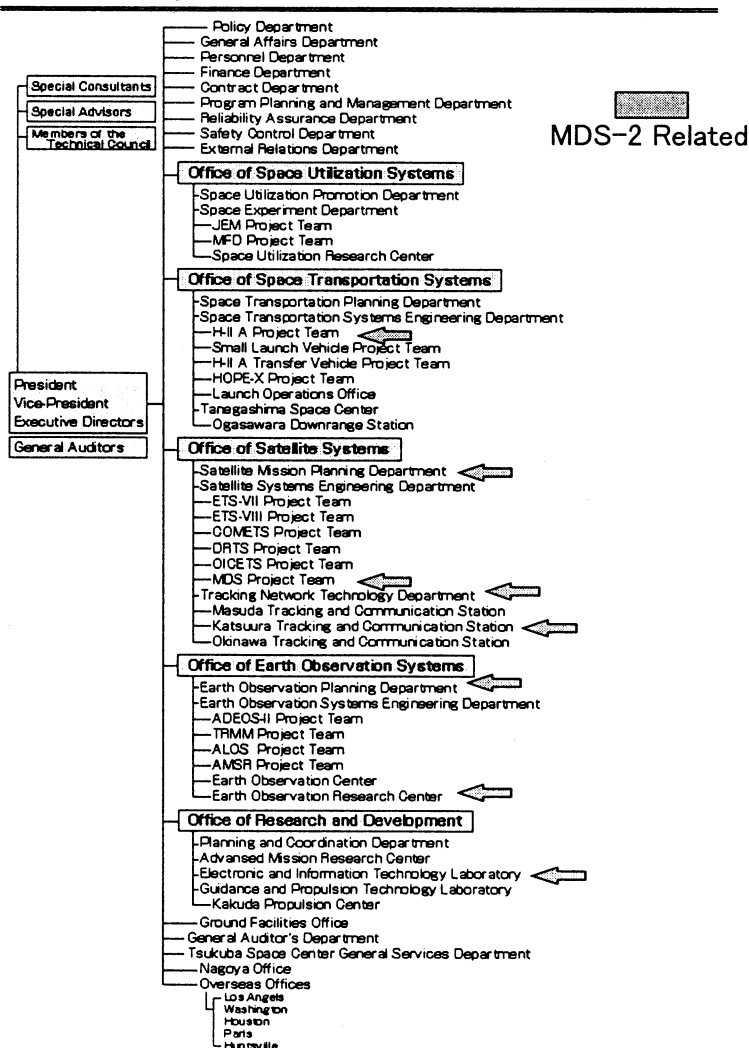 Policy Department
General Affairs Department
Personnel Department
Finance Department
Contract Department
Program Planning and Management Department
Reliability Assurance Department
Safety Control Department
External Relations Department
Special Consultants
Special Advisors
Members of the
Technical Council
MDS-2 Related
Office of Space Utilization Systems
Space Utilization Promotion Department
Space Experiment Department
JEM Project Team
MFD Project Team
Space Utilization Research Center
Office of Space Transportation Systems
Space Transportation Planning Department
Space Transportation Systems Engineering Department
H-II A Project Team
Small Launch Vehicle Project Team
H-II A Transfer Vehicle Project Team
HOPE-X Project Team
Launch Operations Office
Tanegashima Space Center
Ogasawara Downrange Station
President
Vice-President
Executive Directors
General Auditors
Office of Satellite Systems
Satellite Mission Planning Department
Satellite Systems Engineering Department
ETS-VII Project Team
ETS-VIII Project Team
COMETS Project Team
DRTS Project Team
OICETS Project Team
MDS Project Team
Tracking Network Technology Department
Masuda Tracking and Communication Station
Katsuura Tracking and Communication Station
Okinawa Tracking and Communication Station
Office of Earth Observation Systems
Earth Observation Planning Department
Earth Observation Systems Engineering Department
ADEOS-II Project Team
TRMM Project Team
ALOS Project Team
AMSR Project Team
Earth Observation Center
Earth Observation Research Center
Office of Research and Development
Planning and Coordination Department
Advansed Mission Research Center
Electronic and Information Technology Laboratory
Guidance and Propulsion Technology Laboratory
Kakuda Propulsion Center
Ground Facilities Office
General Auditor's Department
Tsukuba Space Center General Services Department
Nagoya Office
Overseas Offices
Los Angels
Washington
Houston
Paris
Huntsville